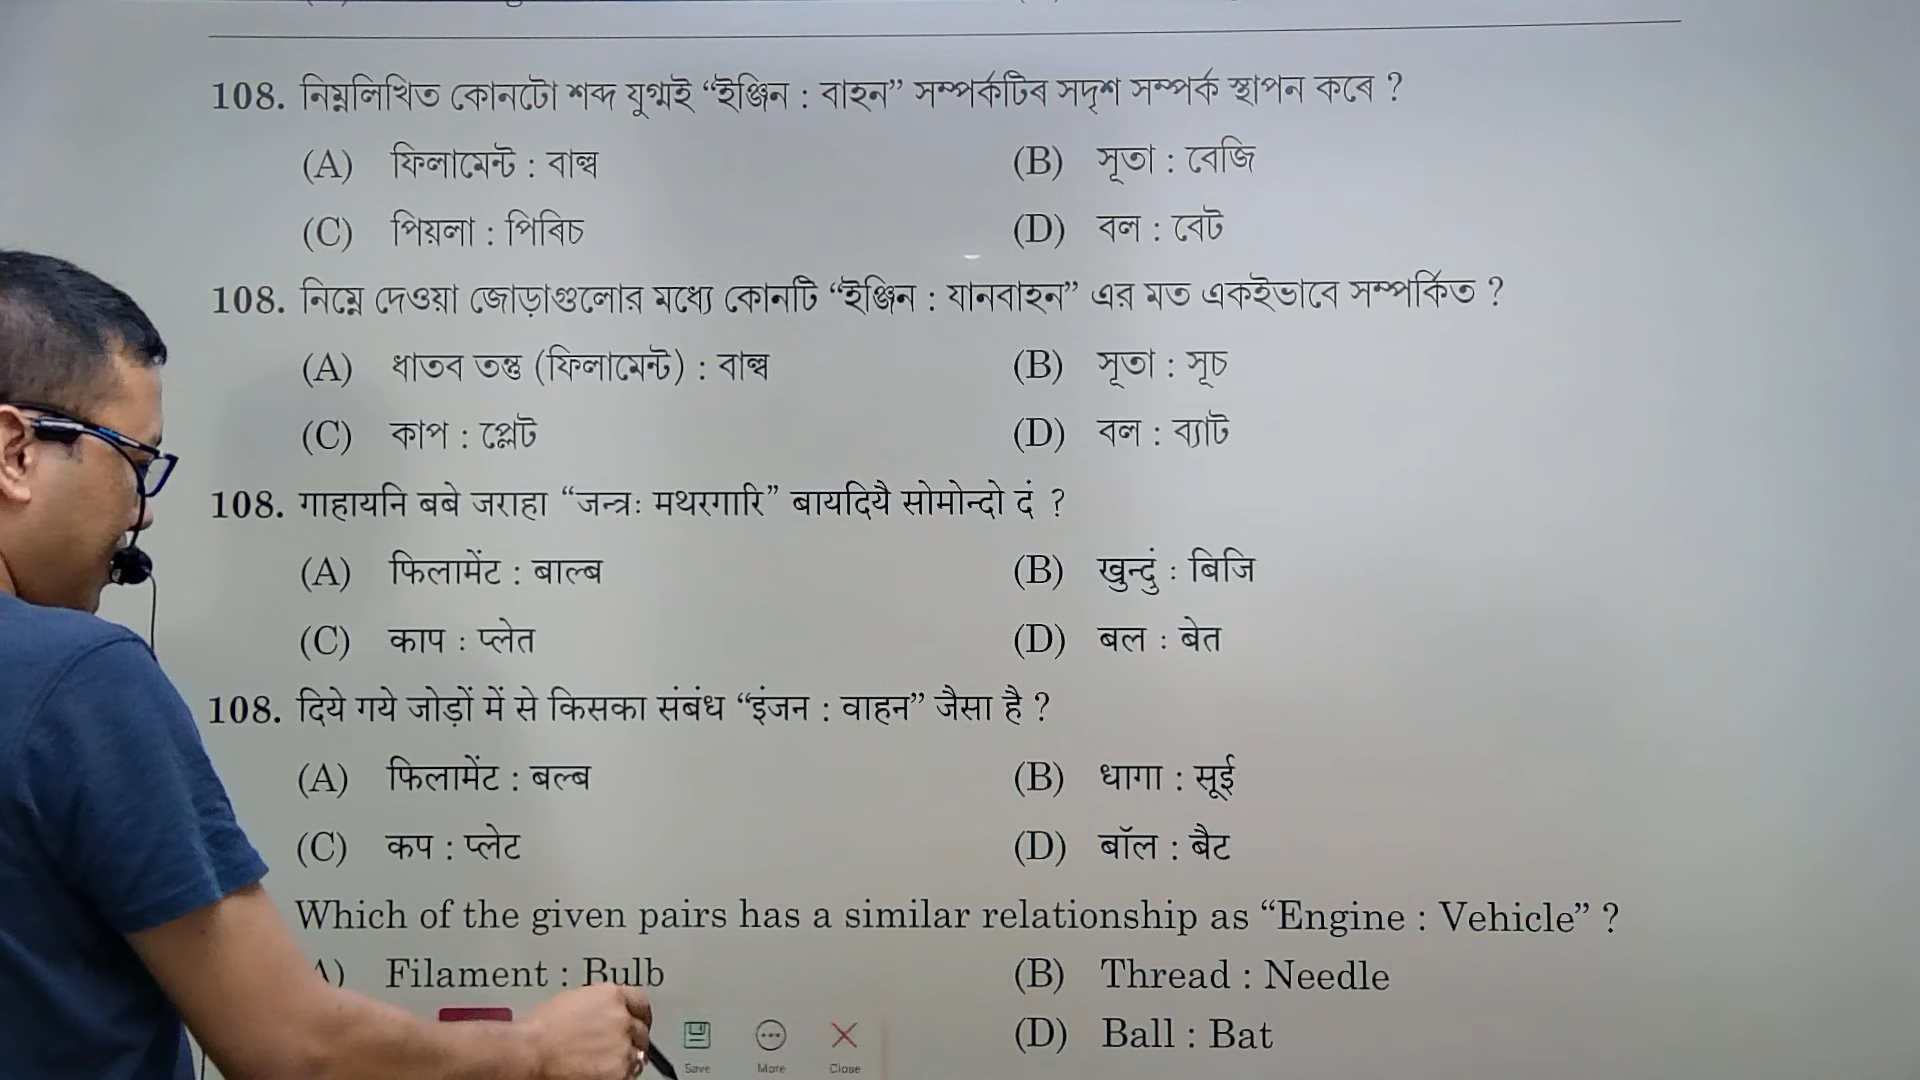 108. নিম্নলিখিত কোনটো শব্দ যুগ্মই “ইঞ্জিন : বাহন” সম্পৰ্কটিৰ সদৃশ সম্পৰ্ক স্থাপন কৰে ?
(A) ফিলামেন্ট : বাল্ব (B) সূতা : বেজি
(C) পিয়লা : পিৰিচ (D) বল : বেট
108. নিম্নে দেওয়া জোড়াগুলোর মধ্যে কোনটি “ইঞ্জিন : যানবাহন” এর মত একইভাবে সম্পর্কিত ?
(A) ধাতব তন্তু (ফিলামেন্ট) : বাল্ব (B) সূতা : সূচ
(C) কাপ : প্লেট (D) বল : ব্যাট
108. गाहायनि बबे जराहा “जन्त्रः मथरगारि” बायदियै सोमोन्दो दं ?
(A) फिलामेंट : बाल्ब (B) खुन्दुं : बिजि
(C) काप : प्लेत (D) बल : बेत
108. दिये गये जोड़ों में से किसका संबंध “इंजन : वाहन” जैसा है ?
(A) फिलामेंट : बल्ब (B) धागा : सूई
(C) कप : प्लेट (D) बॉल : बैट
Which of the given pairs has a similar relationship as “Engine : Vehicle” ?
A) Filament : Bulb (B) Thread : Needle
(D) Ball : Bat
Save More Close